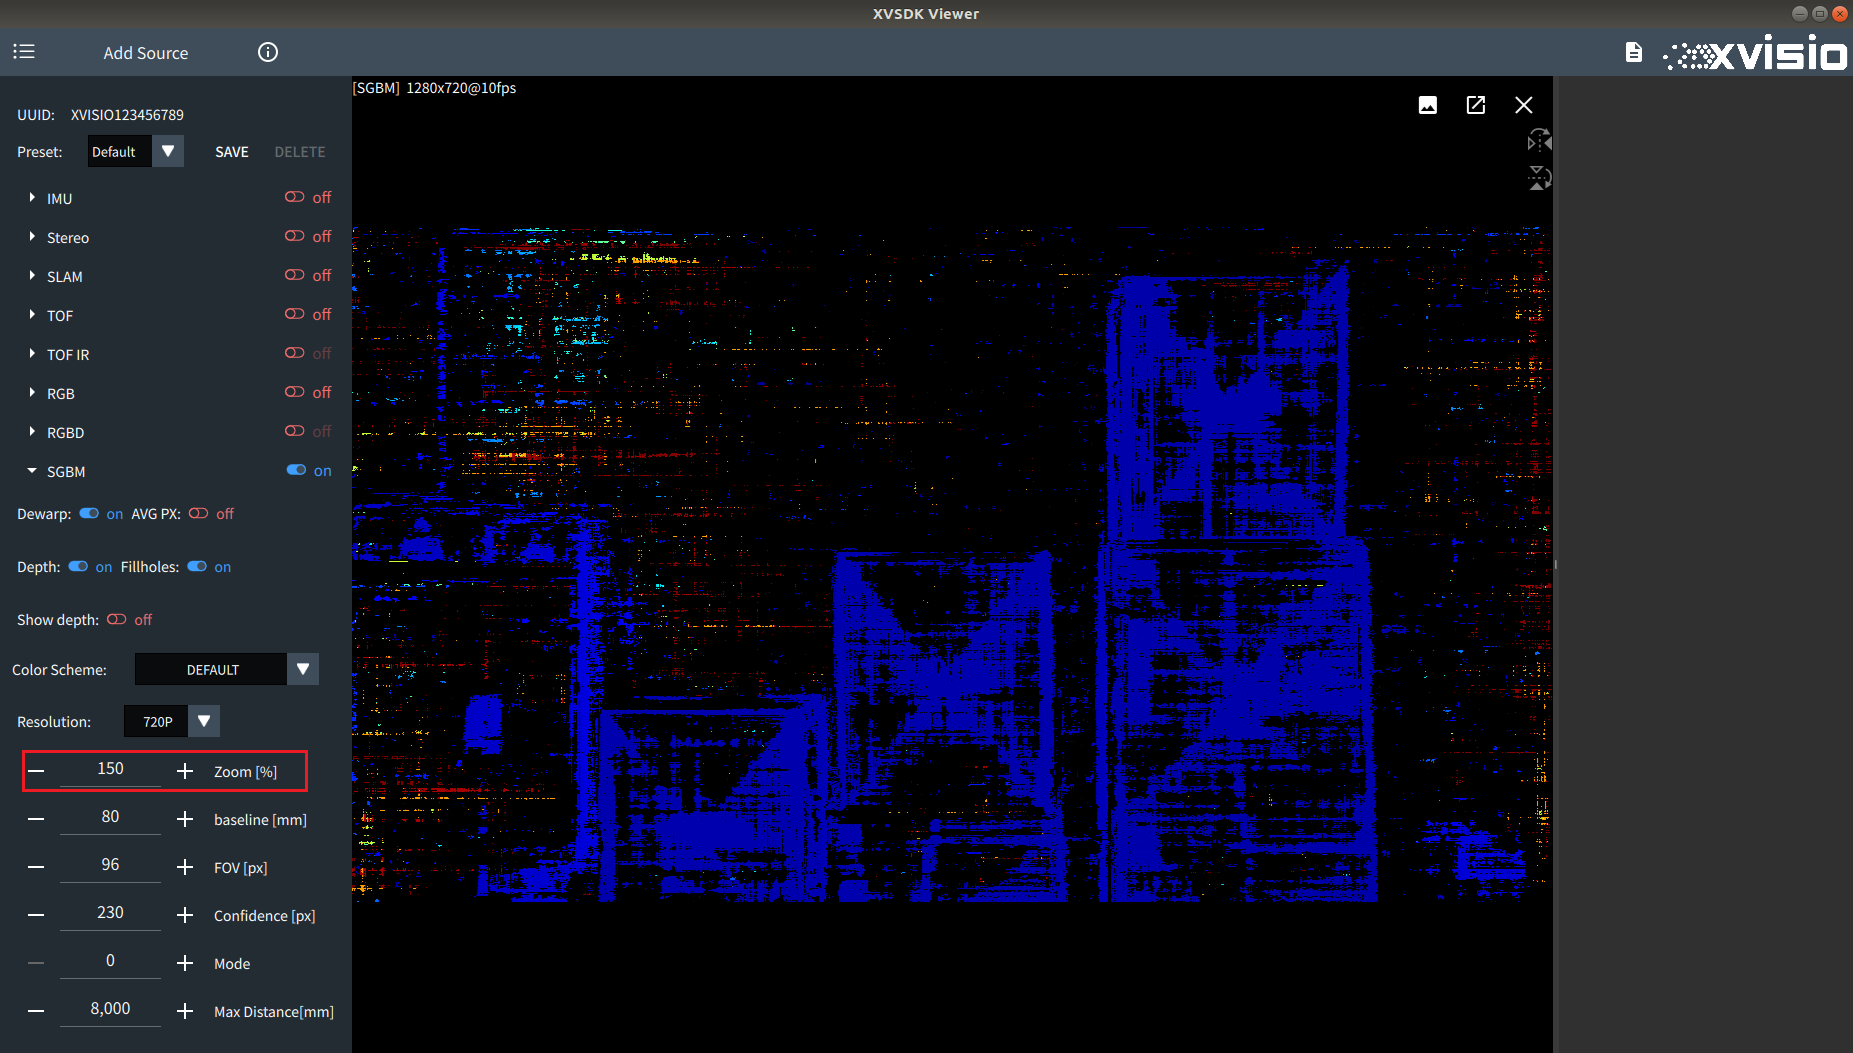 XVSDK Viewer
Add Source
xvisio
UUID: XVISIO123456789
Preset: Default SAVE DELETE
IMU off
Stereo off
SLAM off
TOF off
TOF IR off
RGB off
RGBD off
SGBM on
Dewarp: on AVG PX: off
Depth: on Fillholes: on
Show depth: off
Color Scheme: DEFAULT
Resolution: 720P
150 Zoom [%]
80 baseline [mm]
96 FOV [px]
230 Confidence [px]
0 Mode
8,000 Max Distance[mm]
[SGBM] 1280x720@10fps